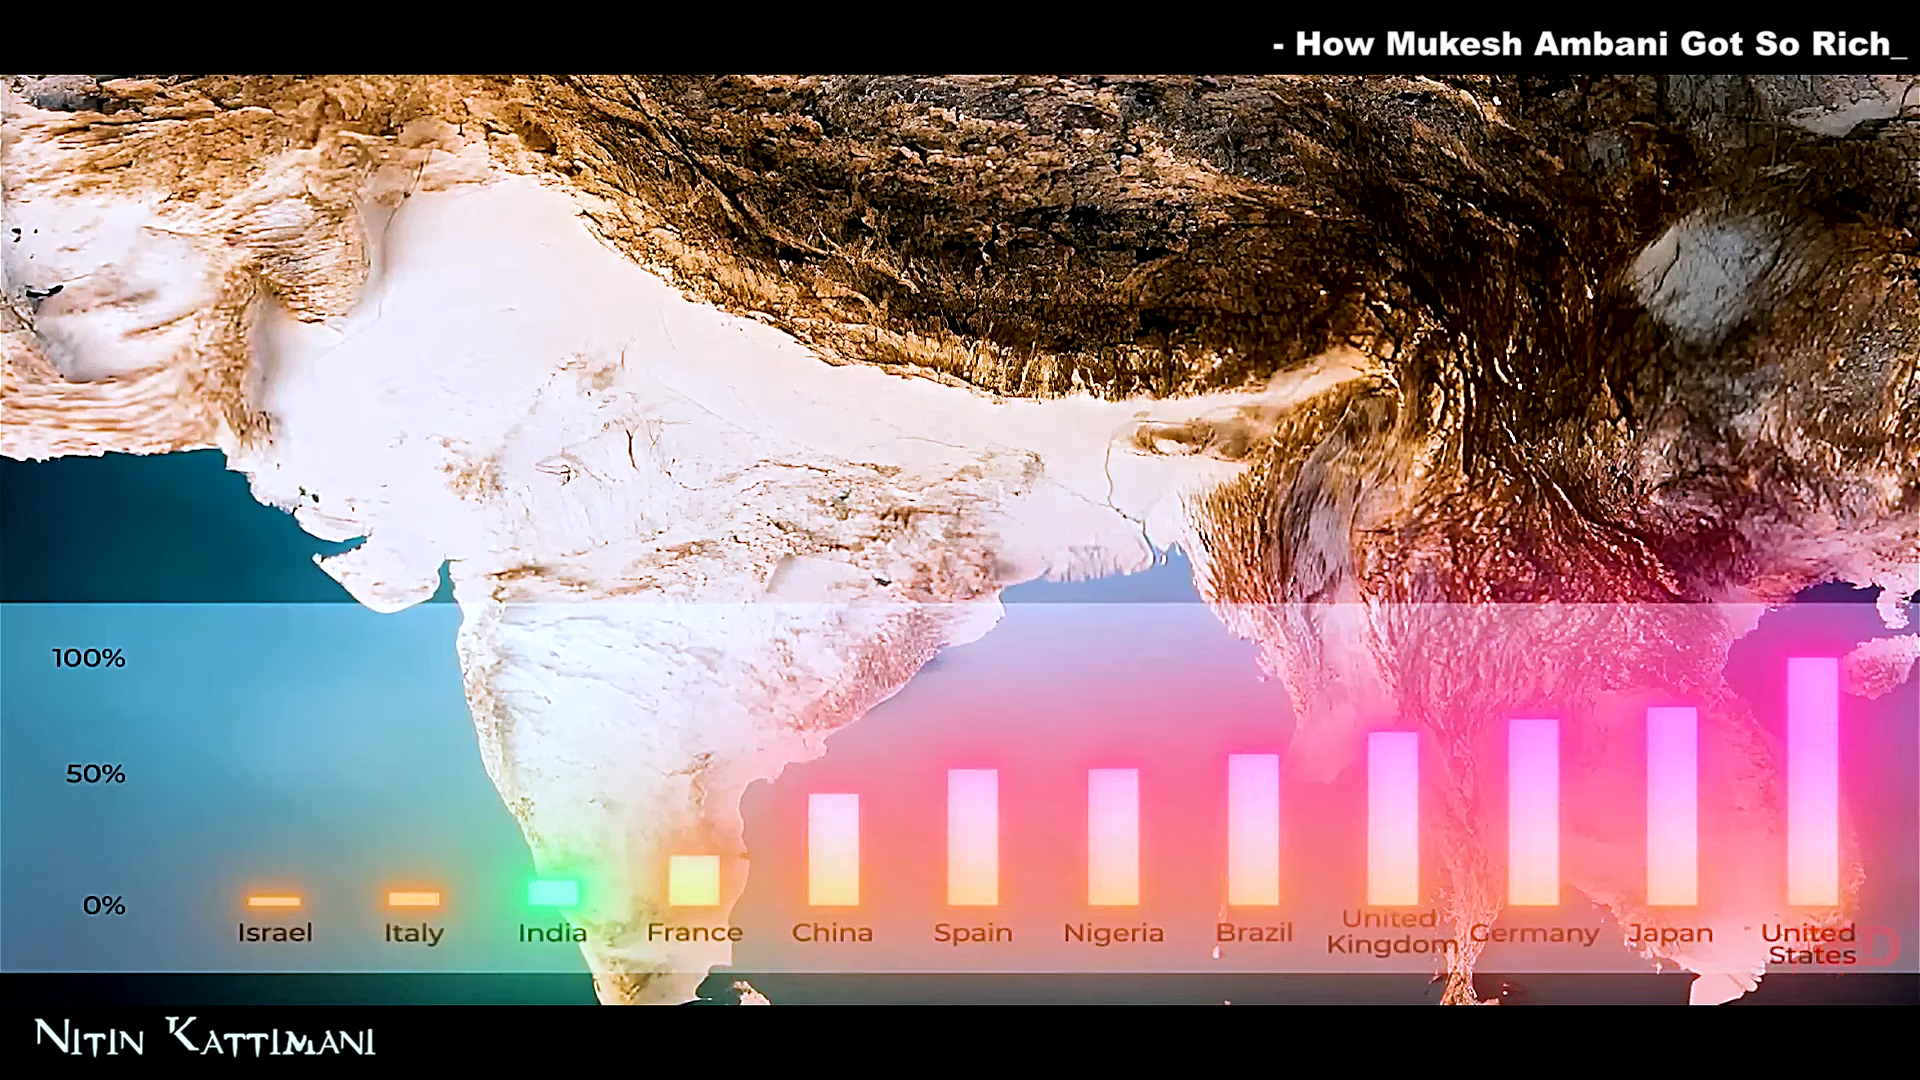 - How Mukesh Ambani Got So Rich_
100%
50%
0%
Israel
Italy
India
France
China
Spain
Nigeria
Brazil
United
Kingdom
Germany
Japan
United
States
NITIN KATTIMANI